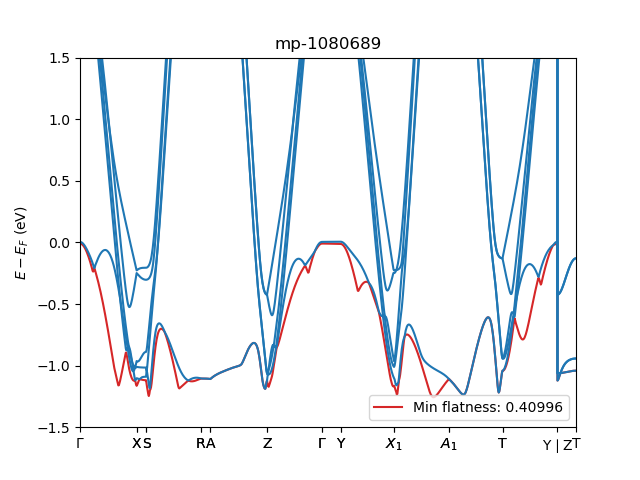 mp-1080689
E − E_F (eV)
1.5
1.0
0.5
0.0
−0.5
−1.0
−1.5
Min flatness: 0.40996
Γ X S R A Z Γ Y X₁ A₁ T Y | Z T